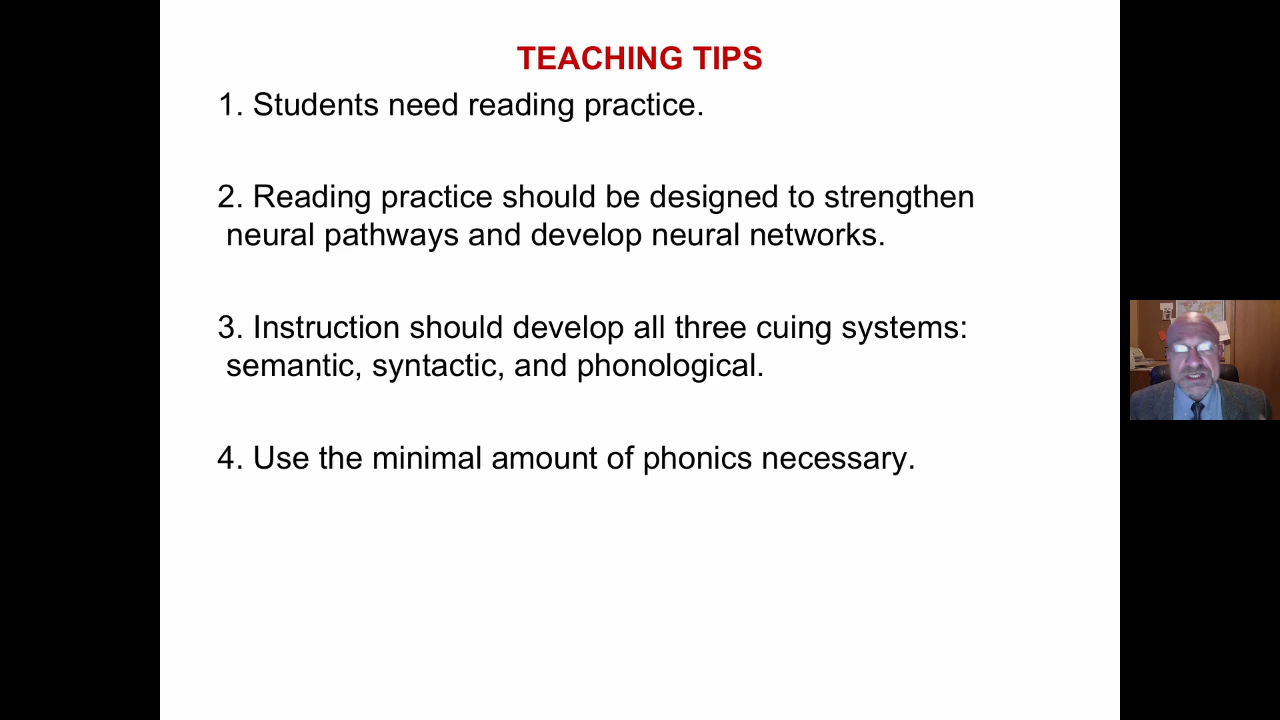 TEACHING TIPS
1. Students need reading practice.
2. Reading practice should be designed to strengthen
neural pathways and develop neural networks.
3. Instruction should develop all three cuing systems:
semantic, syntactic, and phonological.
4. Use the minimal amount of phonics necessary.